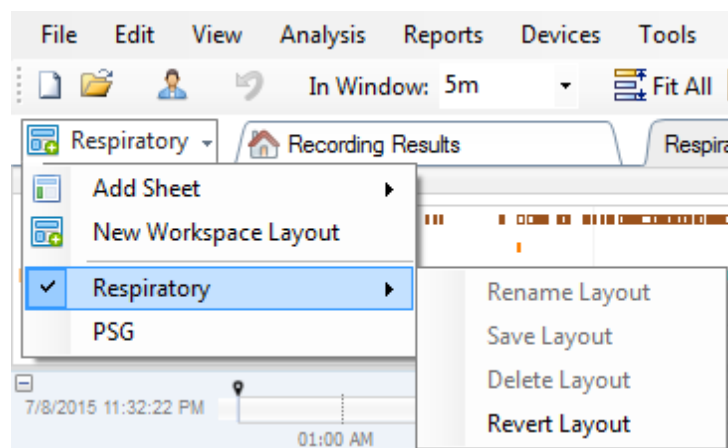 File Edit View Analysis Reports Devices Tools
In Window: 5m Fit All
Respiratory Recording Results Respira
Add Sheet
New Workspace Layout
Respiratory
PSG
Rename Layout
Save Layout
Delete Layout
Revert Layout
7/8/2015 11:32:22 PM
01:00 AM